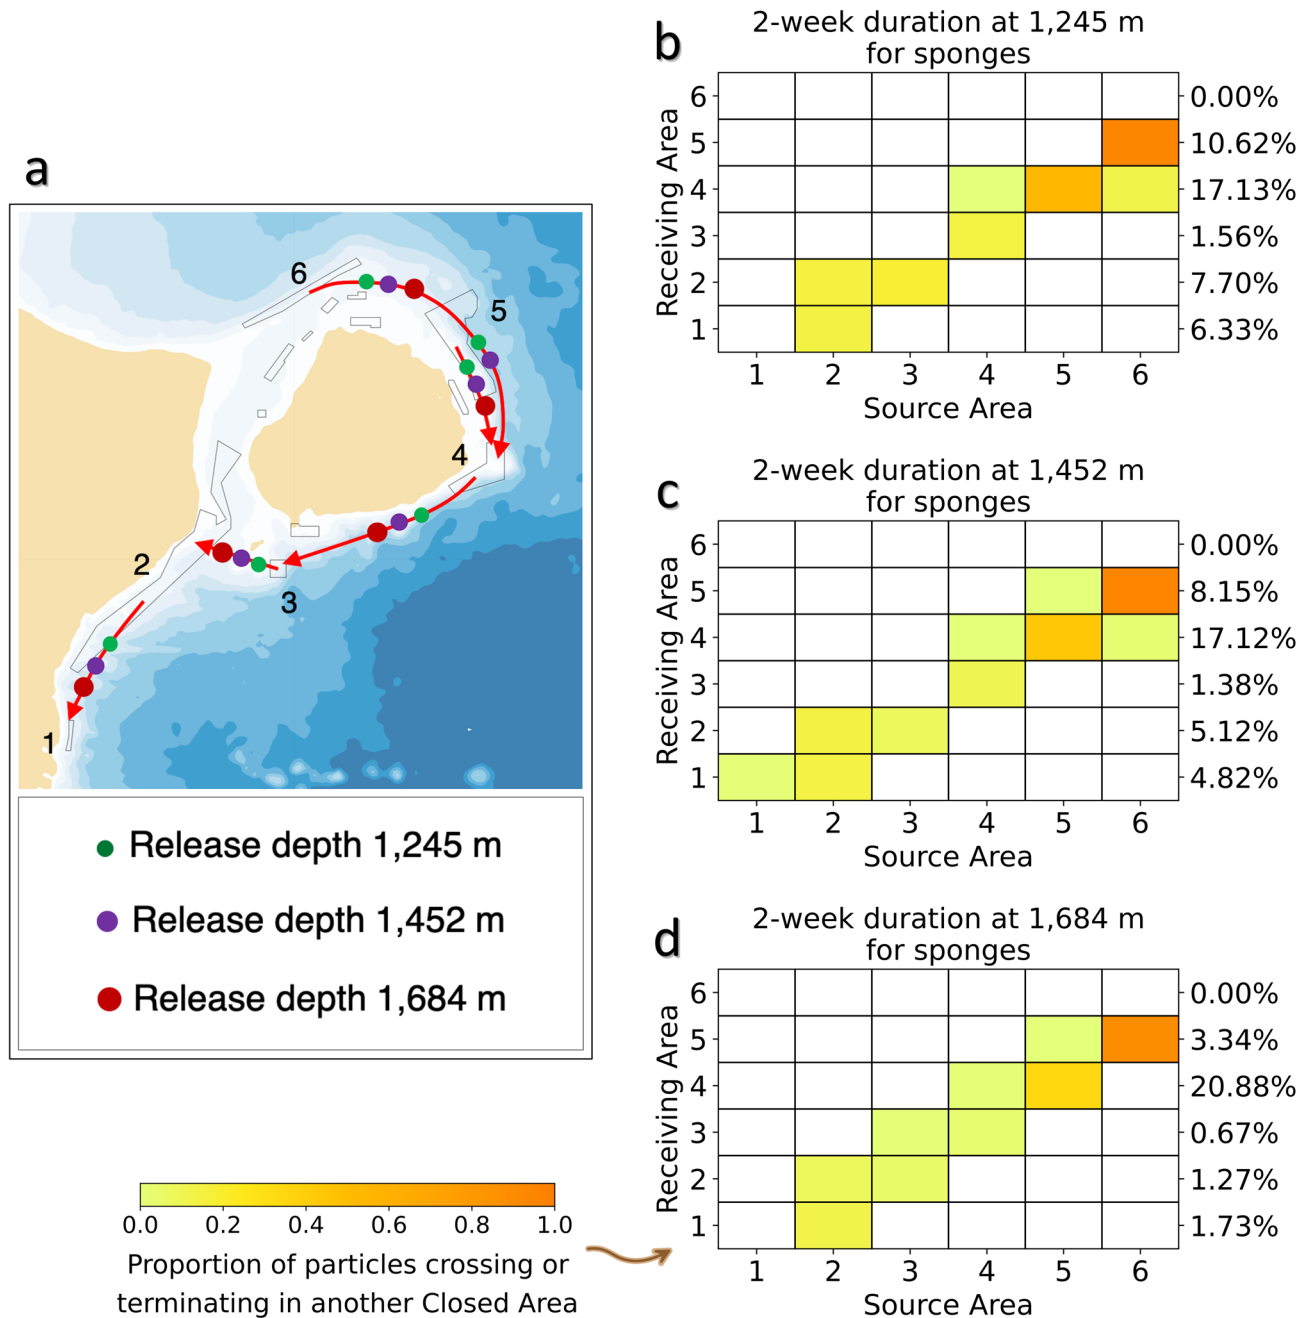 a
6
5
4
3
2
1
Release depth 1,245 m
Release depth 1,452 m
Release depth 1,684 m
0.0 0.2 0.4 0.6 0.8 1.0
Proportion of particles crossing or
terminating in another Closed Area
b
2-week duration at 1,245 m
for sponges
Receiving Area
6 0.00%
5 10.62%
4 17.13%
3 1.56%
2 7.70%
1 6.33%
1 2 3 4 5 6
Source Area
c
2-week duration at 1,452 m
for sponges
Receiving Area
6 0.00%
5 8.15%
4 17.12%
3 1.38%
2 5.12%
1 4.82%
1 2 3 4 5 6
Source Area
d
2-week duration at 1,684 m
for sponges
Receiving Area
6 0.00%
5 3.34%
4 20.88%
3 0.67%
2 1.27%
1 1.73%
1 2 3 4 5 6
Source Area